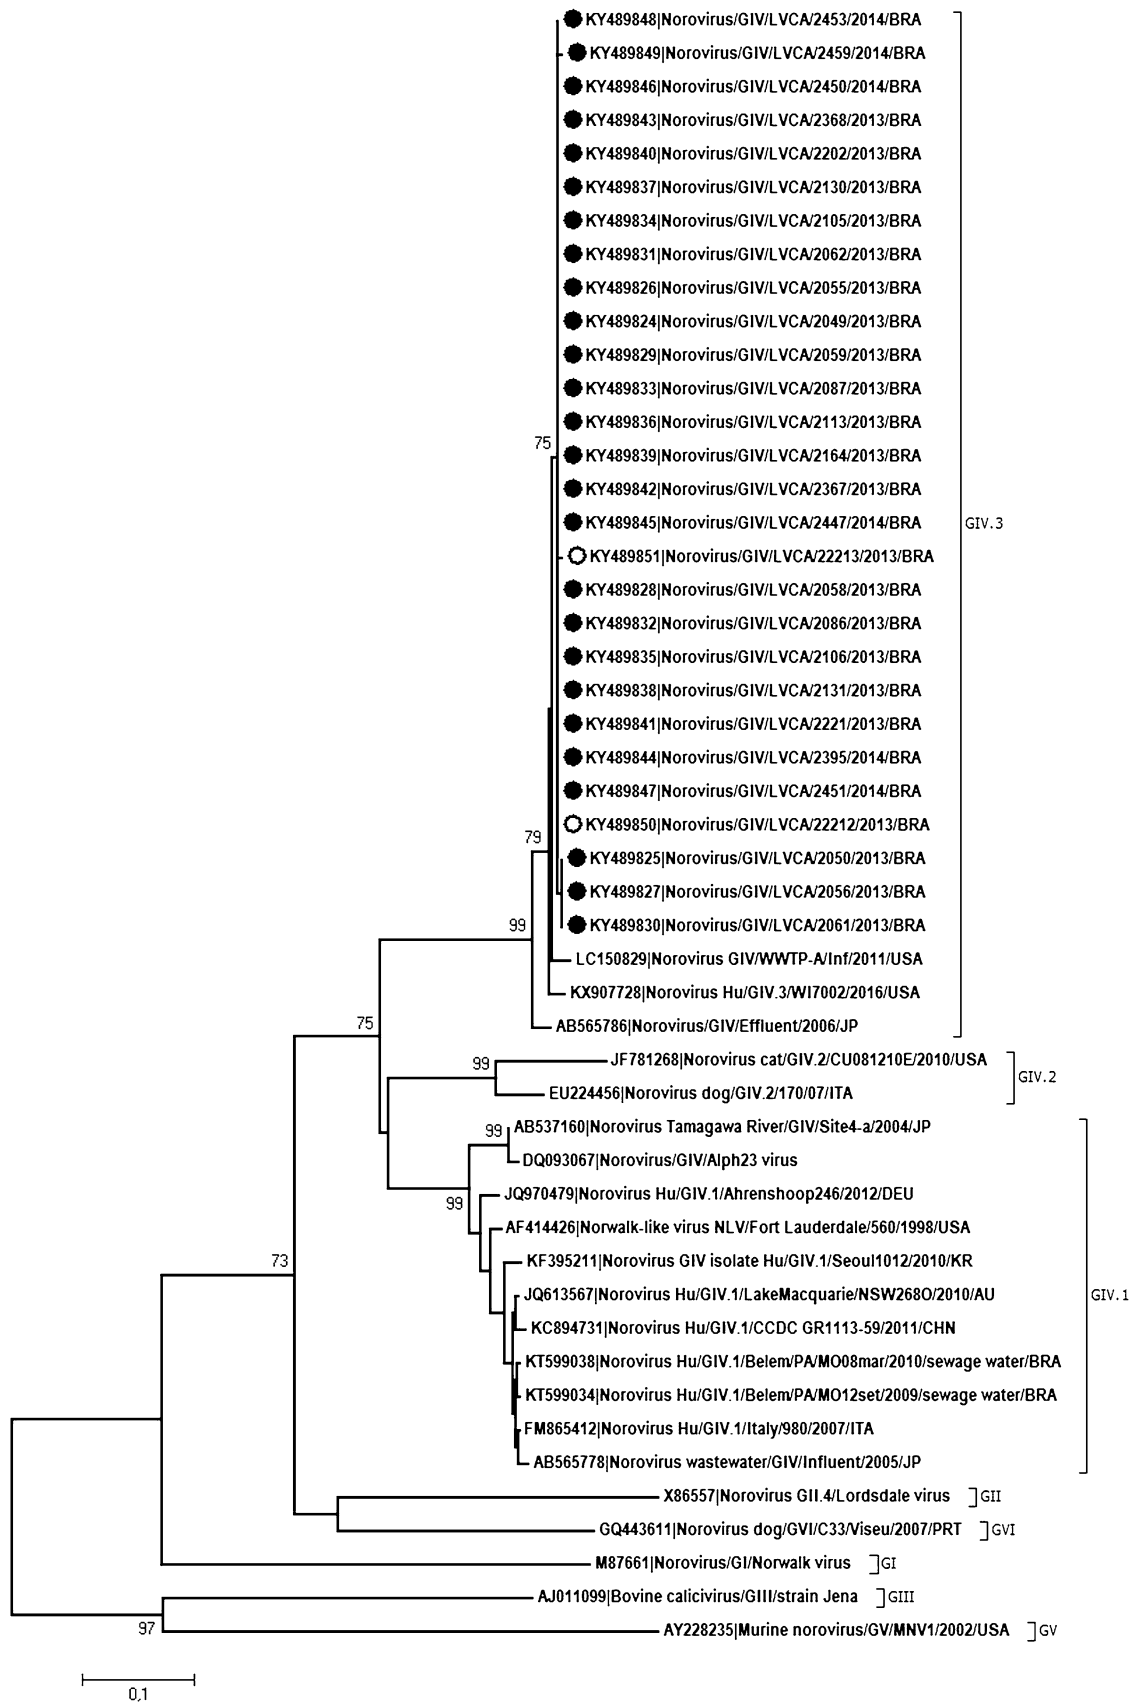 KY489848|Norovirus/GIV/LVCA/2453/2014/BRA
KY489849|Norovirus/GIV/LVCA/2459/2014/BRA
KY489846|Norovirus/GIV/LVCA/2450/2014/BRA
KY489843|Norovirus/GIV/LVCA/2368/2013/BRA
KY489840|Norovirus/GIV/LVCA/2202/2013/BRA
KY489837|Norovirus/GIV/LVCA/2130/2013/BRA
KY489834|Norovirus/GIV/LVCA/2105/2013/BRA
KY489831|Norovirus/GIV/LVCA/2062/2013/BRA
KY489826|Norovirus/GIV/LVCA/2055/2013/BRA
KY489824|Norovirus/GIV/LVCA/2049/2013/BRA
KY489829|Norovirus/GIV/LVCA/2059/2013/BRA
KY489833|Norovirus/GIV/LVCA/2087/2013/BRA
KY489836|Norovirus/GIV/LVCA/2113/2013/BRA
75
KY489839|Norovirus/GIV/LVCA/2164/2013/BRA
KY489842|Norovirus/GIV/LVCA/2367/2013/BRA
KY489845|Norovirus/GIV/LVCA/2447/2014/BRA
GIV.3
KY489851|Norovirus/GIV/LVCA/22213/2013/BRA
KY489828|Norovirus/GIV/LVCA/2058/2013/BRA
KY489832|Norovirus/GIV/LVCA/2086/2013/BRA
KY489835|Norovirus/GIV/LVCA/2106/2013/BRA
KY489838|Norovirus/GIV/LVCA/2131/2013/BRA
KY489841|Norovirus/GIV/LVCA/2221/2013/BRA
KY489844|Norovirus/GIV/LVCA/2395/2014/BRA
KY489847|Norovirus/GIV/LVCA/2451/2014/BRA
KY489850|Norovirus/GIV/LVCA/22212/2013/BRA
79
KY489825|Norovirus/GIV/LVCA/2050/2013/BRA
KY489827|Norovirus/GIV/LVCA/2056/2013/BRA
99
KY489830|Norovirus/GIV/LVCA/2061/2013/BRA
LC150829|Norovirus GIV/WWTP-A/Inf/2011/USA
KX907728|Norovirus Hu/GIV.3/WI7002/2016/USA
75
AB565786|Norovirus/GIV/Effluent/2006/JP
99
JF781268|Norovirus cat/GIV.2/CU081210E/2010/USA
GIV.2
EU224456|Norovirus dog/GIV.2/170/07/ITA
99
AB537160|Norovirus Tamagawa River/GIV/Site4-a/2004/JP
DQ093067|Norovirus/GIV/Alph23 virus
99
JQ970479|Norovirus Hu/GIV.1/Ahrenshoop246/2012/DEU
AF414426|Norwalk-like virus NLV/Fort Lauderdale/560/1998/USA
73
KF395211|Norovirus GIV isolate Hu/GIV.1/Seoul1012/2010/KR
JQ613567|Norovirus Hu/GIV.1/LakeMacquarie/NSW268O/2010/AU
GIV.1
KC894731|Norovirus Hu/GIV.1/CCDC GR1113-59/2011/CHN
KT599038|Norovirus Hu/GIV.1/Belem/PA/MO08mar/2010/sewage water/BRA
KT599034|Norovirus Hu/GIV.1/Belem/PA/MO12set/2009/sewage water/BRA
FM865412|Norovirus Hu/GIV.1/Italy/980/2007/ITA
AB565778|Norovirus wastewater/GIV/Influent/2005/JP
X86557|Norovirus GII.4/Lordsdale virus
GII
GQ443611|Norovirus dog/GVI/C33/Viseu/2007/PRT
GVI
M87661|Norovirus/GI/Norwalk virus
GI
AJ011099|Bovine calicivirus/GIII/strain Jena
GIII
97
AY228235|Murine norovirus/GV/MNV1/2002/USA
GV
0,1